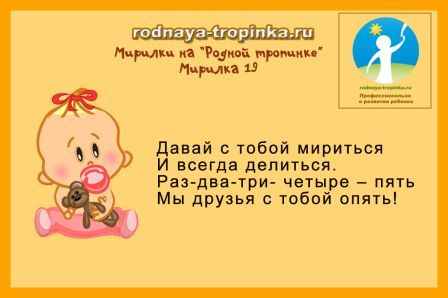 rodnaya-tropinka.ru
Мирилки на "Родной тропинке"
Мирилка 19
rodnaya-tropinka.ru
Профессионально
о развитии ребенка
Давай с тобой мириться
И всегда делиться.
Раз-два-три- четыре – пять
Мы друзья с тобой опять!